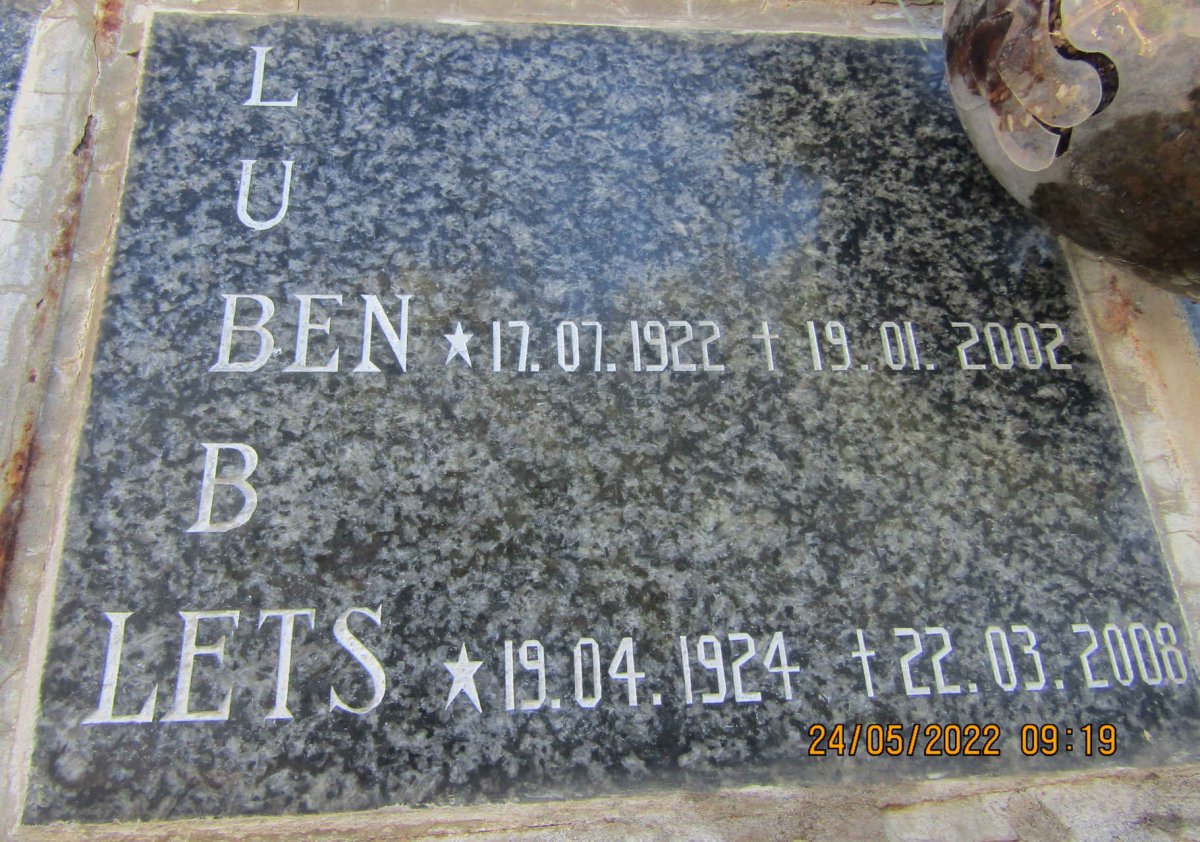 L
U
BEN ★17.07.1922 † 19.01.2002
B
LETS ★19.04.1924 † 22.03.2008
24/05/2022 09:19